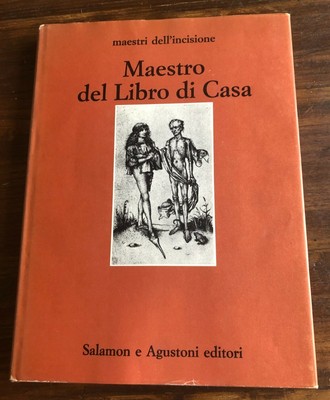 maestri dell'incisione
Maestro
del Libro di Casa
Salamon e Agustoni editori